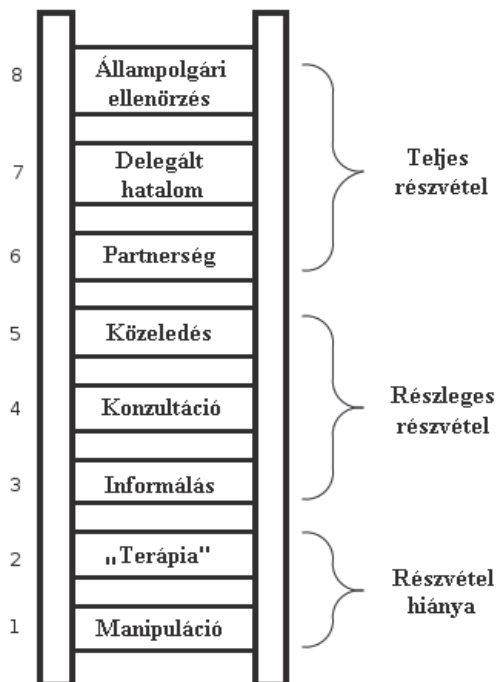 8
Állampolgári
ellenörzés
7
Delegált
hatalom
6
Partnerség
Teljes
részvétel
5
Közeledés
4
Konzultáció
3
Informálás
Részleges
részvétel
2
„Terápia"
1
Manipuláció
Részvétel
hiánya